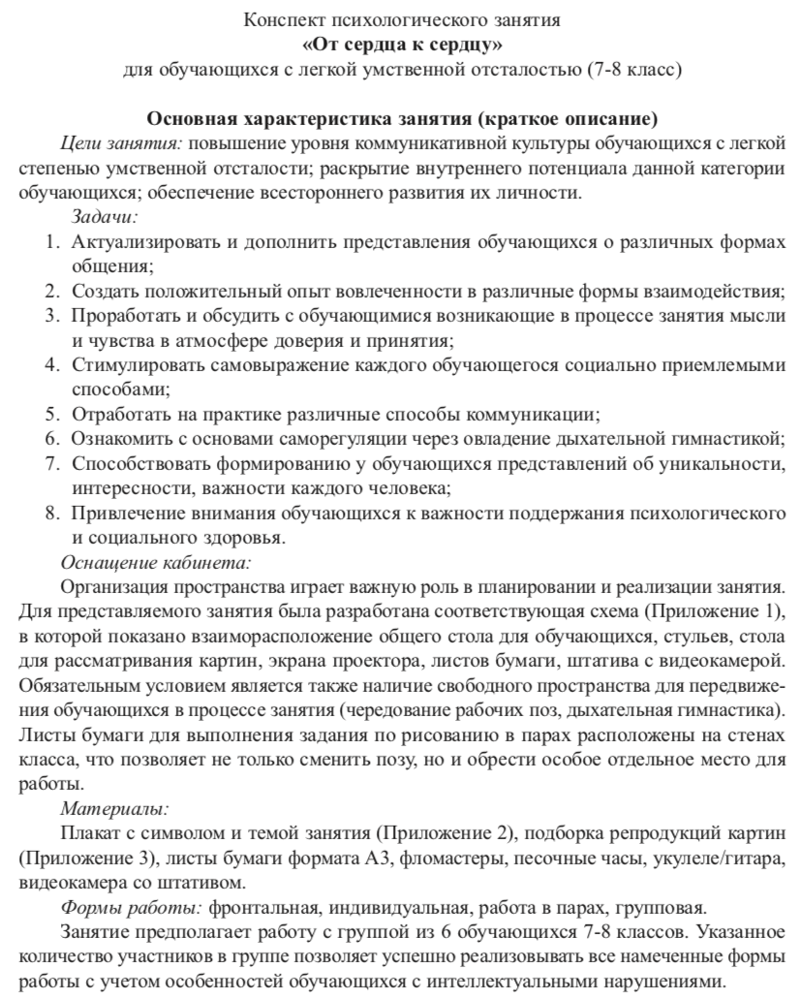 Конспект психологического занятия
«От сердца к сердцу»
для обучающихся с легкой умственной отсталостью (7-8 класс)
Основная характеристика занятия (краткое описание)
Цели занятия: повышение уровня коммуникативной культуры обучающихся с легкой
степенью умственной отсталости; раскрытие внутреннего потенциала данной категории
обучающихся; обеспечение всестороннего развития их личности.
Задачи:
1. Актуализировать и дополнить представления обучающихся о различных формах
общения;
2. Создать положительный опыт вовлеченности в различные формы взаимодействия;
3. Проработать и обсудить с обучающимися возникающие в процессе занятия мысли
и чувства в атмосфере доверия и принятия;
4. Стимулировать самовыражение каждого обучающегося социально приемлемыми
способами;
5. Отработать на практике различные способы коммуникации;
6. Ознакомить с основами саморегуляции через овладение дыхательной гимнастикой;
7. Способствовать формированию у обучающихся представлений об уникальности,
интересности, важности каждого человека;
8. Привлечение внимания обучающихся к важности поддержания психологического
и социального здоровья.
Оснащение кабинета:
Организация пространства играет важную роль в планировании и реализации занятия.
Для представляемого занятия была разработана соответствующая схема (Приложение 1),
в которой показано взаиморасположение общего стола для обучающихся, стульев, стола
для рассматривания картин, экрана проектора, листов бумаги, штатива с видеокамерой.
Обязательным условием является также наличие свободного пространства для передвиже-
ния обучающихся в процессе занятия (чередование рабочих поз, дыхательная гимнастика).
Листы бумаги для выполнения задания по рисованию в парах расположены на стенах
класса, что позволяет не только сменить позу, но и обрести особое отдельное место для
работы.
Материалы:
Плакат с символом и темой занятия (Приложение 2), подборка репродукций картин
(Приложение 3), листы бумаги формата А3, фломастеры, песочные часы, укулеле/гитара,
видеокамера со штативом.
Формы работы: фронтальная, индивидуальная, работа в парах, групповая.
Занятие предполагает работу с группой из 6 обучающихся 7-8 классов. Указанное
количество участников в группе позволяет успешно реализовывать все намеченные формы
работы с учетом особенностей обучающихся с интеллектуальными нарушениями.